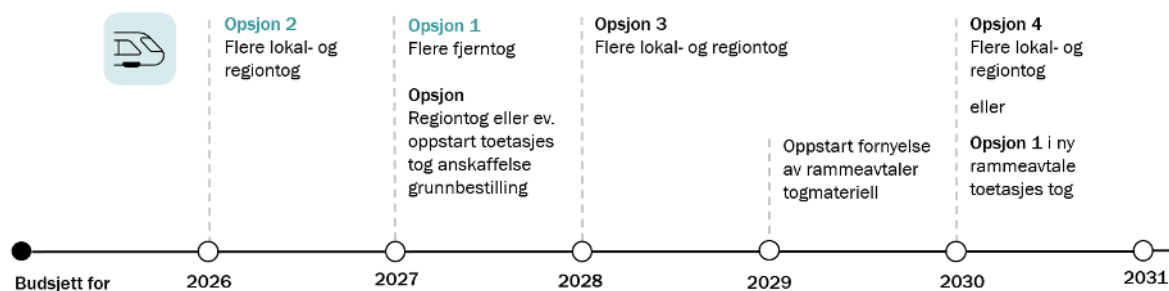 Opsjon 2
Flere lokal- og
regiontog
Opsjon 1
Flere fjerntog
Opsjon
Regiontog eller ev.
oppstart toetasjes
tog anskaffelse
grunnbestilling
Opsjon 3
Flere lokal- og regiontog
Oppstart fornyelse
av rammeavtaler
togmateriell
Opsjon 4
Flere lokal- og
regiontog
eller
Opsjon 1 i ny
rammeavtale
toetasjes tog
Budsjett for
2026
2027
2028
2029
2030
2031